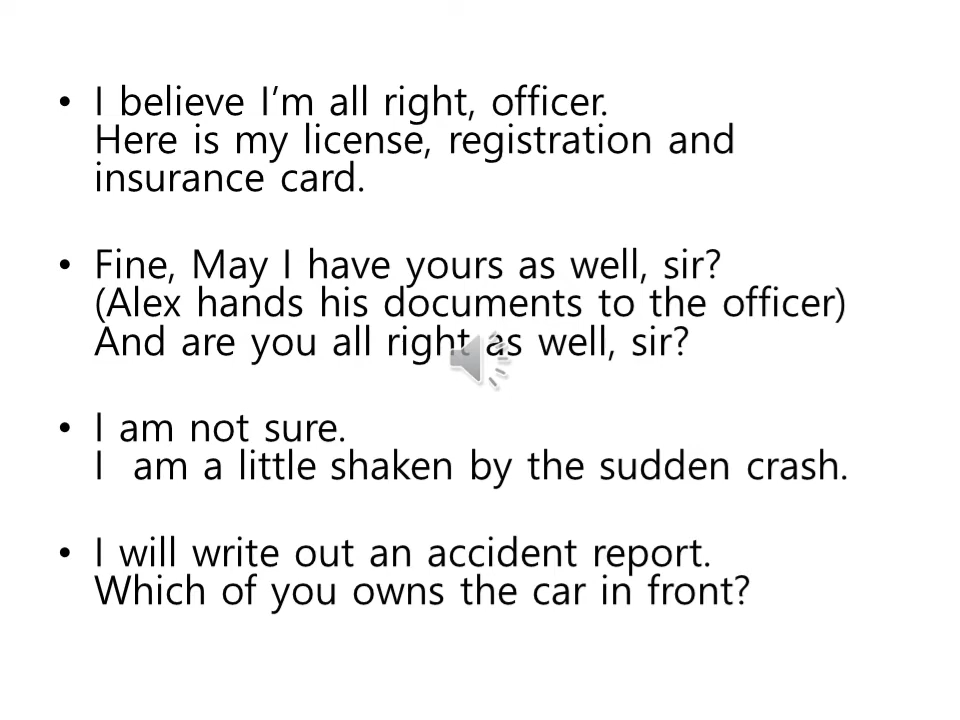 • I believe I’m all right, officer.
Here is my license, registration and
insurance card.
• Fine, May I have yours as well, sir?
(Alex hands his documents to the officer)
And are you all right as well, sir?
• I am not sure.
I  am a little shaken by the sudden crash.
• I will write out an accident report.
Which of you owns the car in front?